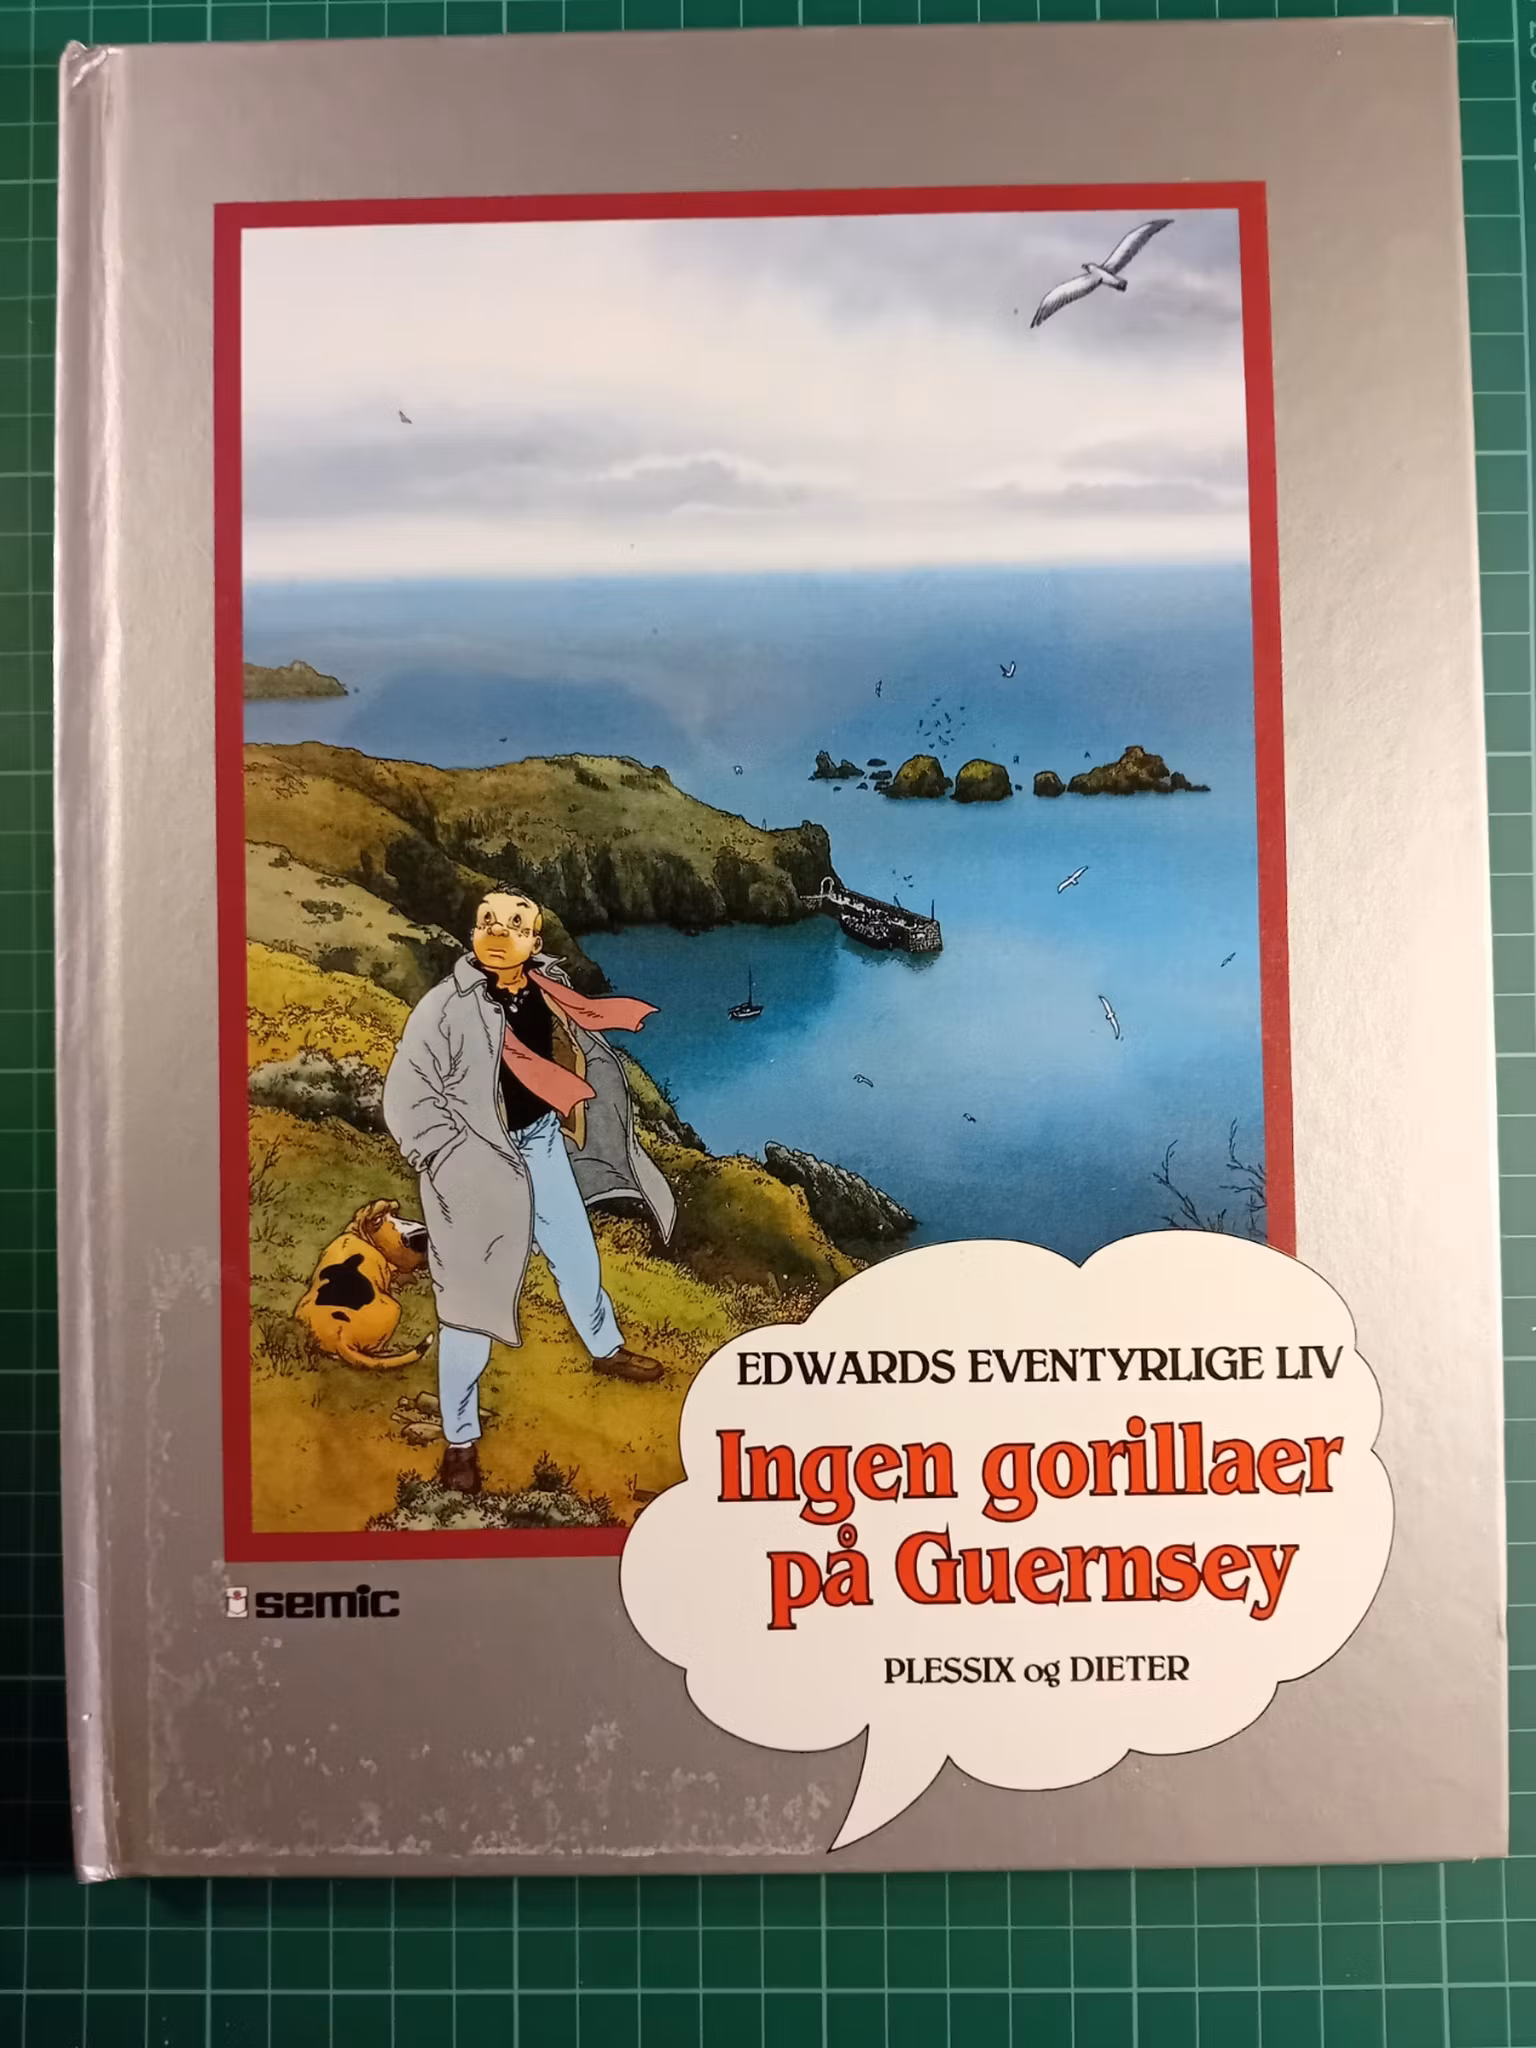 EDWARDS EVENTYRLIGE LIV
Ingen gorillaer
på Guernsey
PLESSIX og DIETER
semic